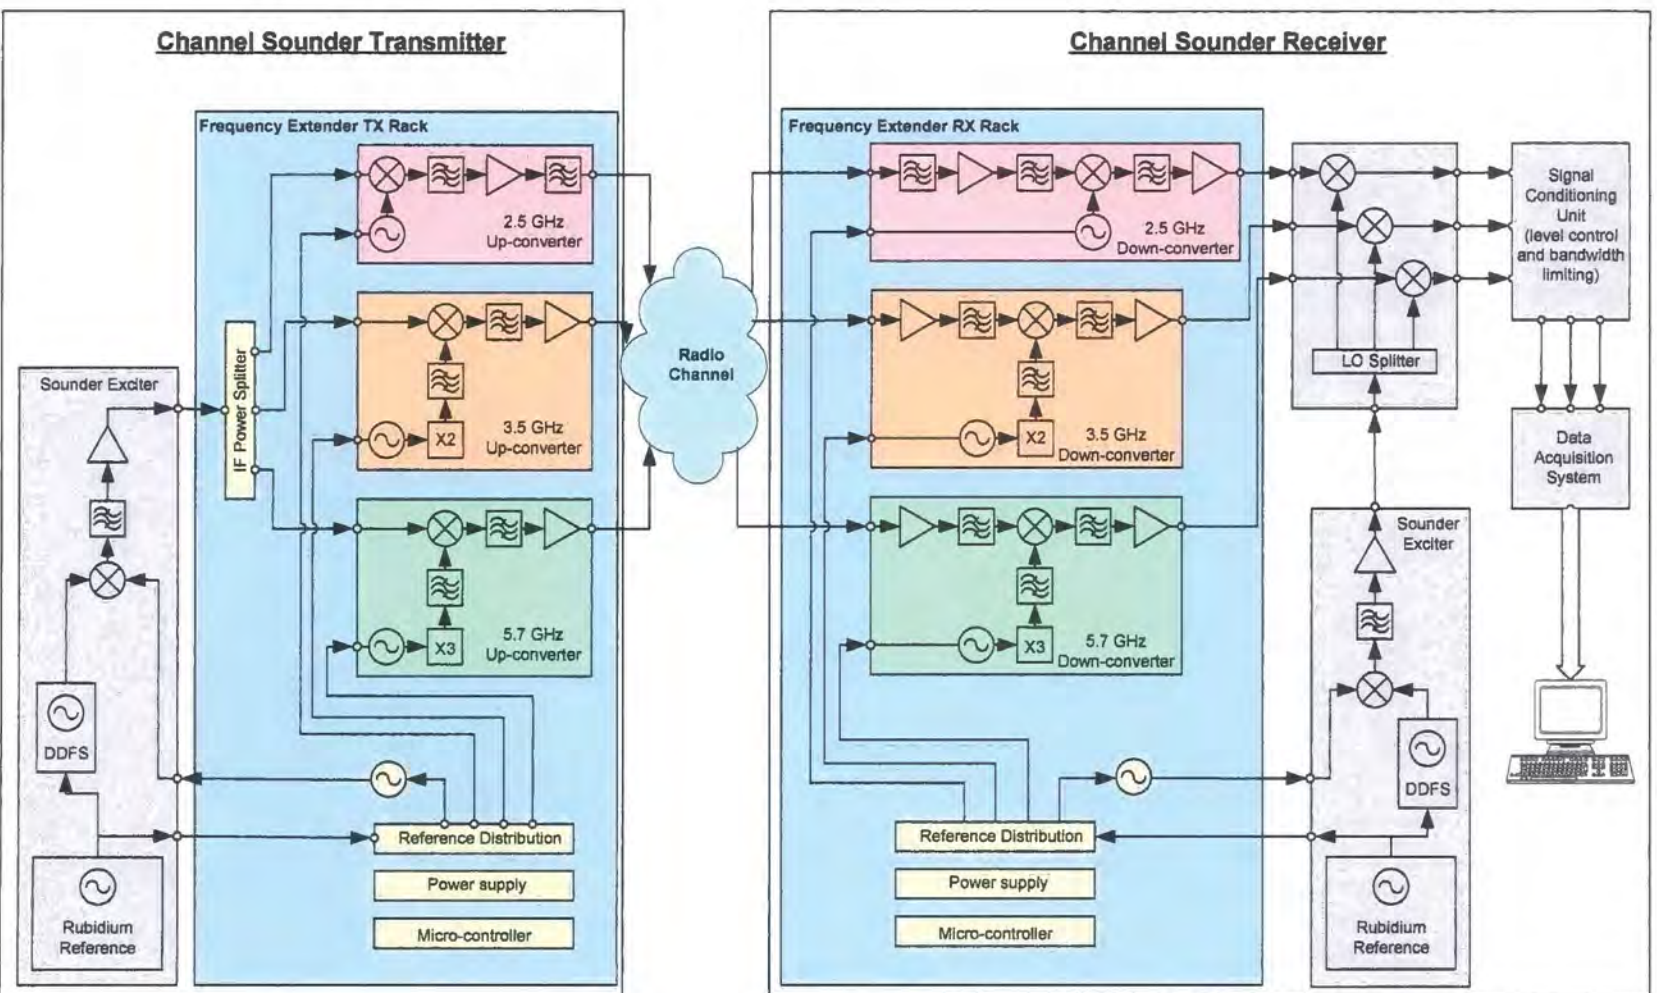 Channel Sounder Transmitter
Frequency Extender TX Rack
2.5 GHz
Up-converter
3.5 GHz
Up-converter
X2
5.7 GHz
Up-converter
X3
IF Power Splitter
Sounder Exciter
DDFS
Rubidium
Reference
Reference Distribution
Power supply
Micro-controller
Radio
Channel
Channel Sounder Receiver
Frequency Extender RX Rack
2.5 GHz
Down-converter
X2
3.5 GHz
Down-converter
X3
5.7 GHz
Down-converter
Reference Distribution
Power supply
Micro-controller
LO Splitter
Signal
Conditioning
Unit
(level control
and bandwidth
limiting)
Data
Acquisition
System
Sounder
Exciter
DDFS
Rubidium
Reference